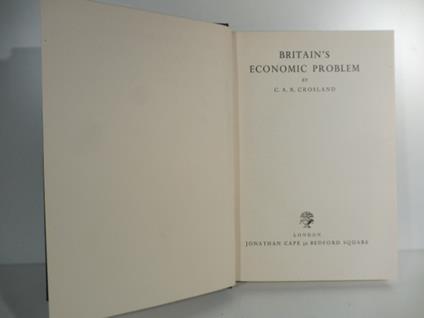 BRITAIN'S
ECONOMIC PROBLEM
BY
C. A. R. CROSLAND
LONDON
JONATHAN CAPE 30 BEDFORD SQUARE